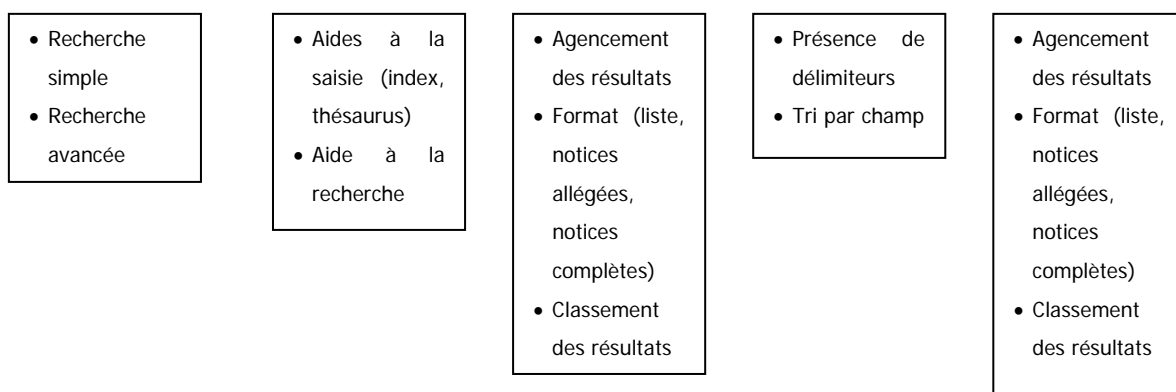 • Recherche
simple
• Recherche
avancée
• Aides à la
saisie (index,
thésaurus)
• Aide à la
recherche
• Agencement
des résultats
• Format (liste,
notices
allégées,
notices
complètes)
• Classement
des résultats
• Présence de
délimiteurs
• Tri par champ
• Agencement
des résultats
• Format (liste,
notices
allégées,
notices
complètes)
• Classement
des résultats